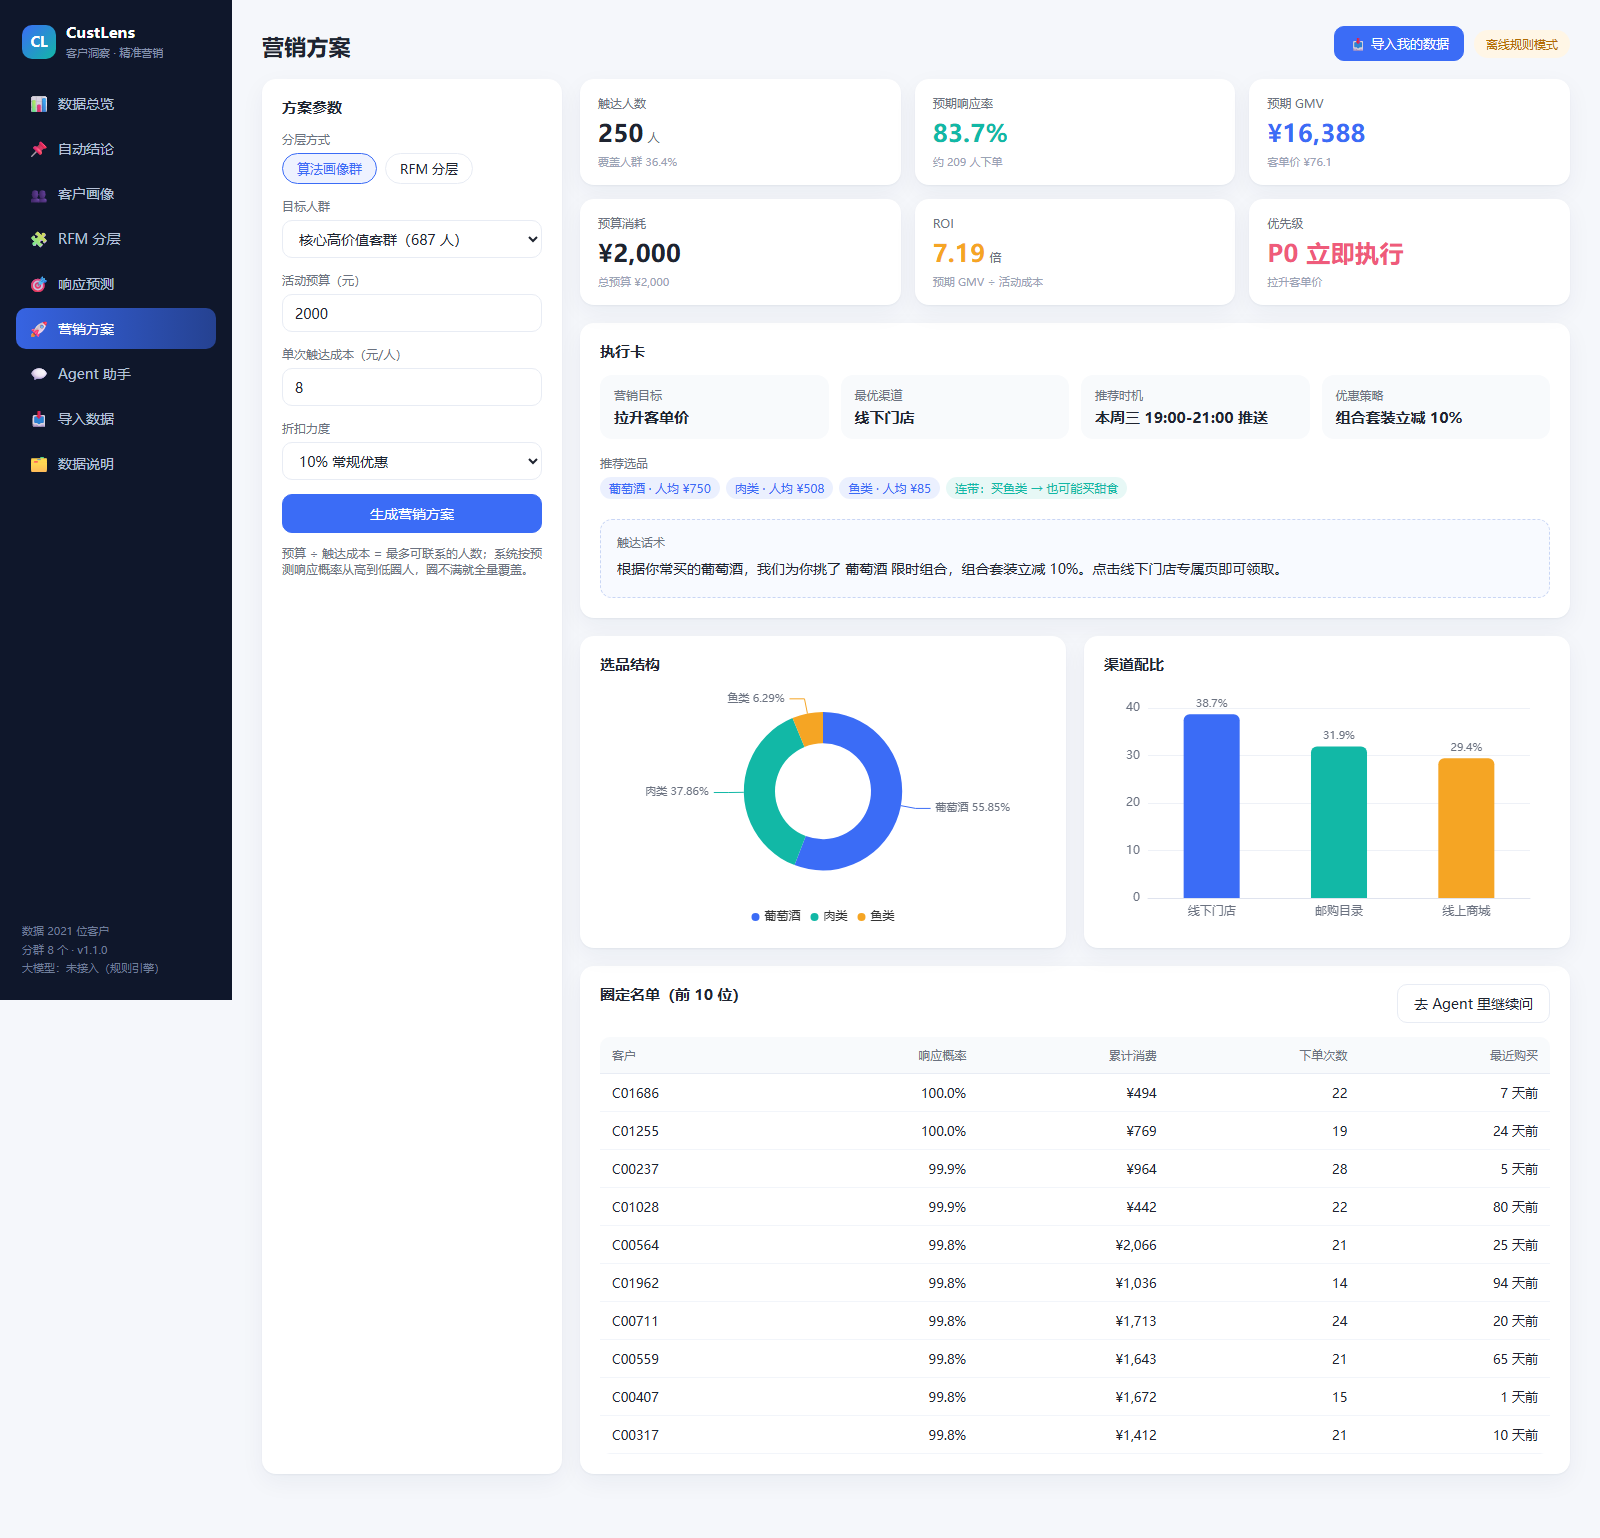 CL
CustLens
客户洞察 · 精准营销
数据总览
自动结论
客户画像
RFM 分层
响应预测
营销方案
Agent 助手
导入数据
数据说明
数据 2021 位客户
分群 8 个 · v1.1.0
大模型：未接入（规则引擎）
营销方案
导入我的数据
离线规则模式
方案参数
分层方式
算法画像群
RFM 分层
目标人群
核心高价值客群（687 人）
活动预算（元）
2000
单次触达成本（元/人）
8
折扣力度
10% 常规优惠
生成营销方案
预算 ÷ 触达成本 = 最多可联系的人数；系统按预
测响应概率从高到低圈人，圈不满就全量覆盖。
触达人数
250 人
覆盖人群 36.4%
预期响应率
83.7%
约 209 人下单
预期 GMV
¥16,388
客单价 ¥76.1
预算消耗
¥2,000
总预算 ¥2,000
ROI
7.19 倍
预期 GMV ÷ 活动成本
优先级
P0 立即执行
拉升客单价
执行卡
营销目标
拉升客单价
最优渠道
线下门店
推荐时机
本周三 19:00-21:00 推送
优惠策略
组合套装立减 10%
推荐选品
葡萄酒 · 人均 ¥750
肉类 · 人均 ¥508
鱼类 · 人均 ¥85
连带：买鱼类 → 也可能买甜食
触达话术
根据你常买的葡萄酒，我们为你挑了 葡萄酒 限时组合，组合套装立减 10%。点击线下门店专属页即可领取。
选品结构
鱼类 6.29%
肉类 37.86%
葡萄酒 55.85%
葡萄酒 肉类 鱼类
渠道配比
40
30
20
10
0
38.7%
31.9%
29.4%
线下门店
邮购目录
线上商城
圈定名单（前 10 位）
去 Agent 里继续问
客户 响应概率 累计消费 下单次数 最近购买
C01686 100.0% ¥494 22 7 天前
C01255 100.0% ¥769 19 24 天前
C00237 99.9% ¥964 28 5 天前
C01028 99.9% ¥442 22 80 天前
C00564 99.8% ¥2,066 21 25 天前
C01962 99.8% ¥1,036 14 94 天前
C00711 99.8% ¥1,713 24 20 天前
C00559 99.8% ¥1,643 21 65 天前
C00407 99.8% ¥1,672 15 1 天前
C00317 99.8% ¥1,412 21 10 天前